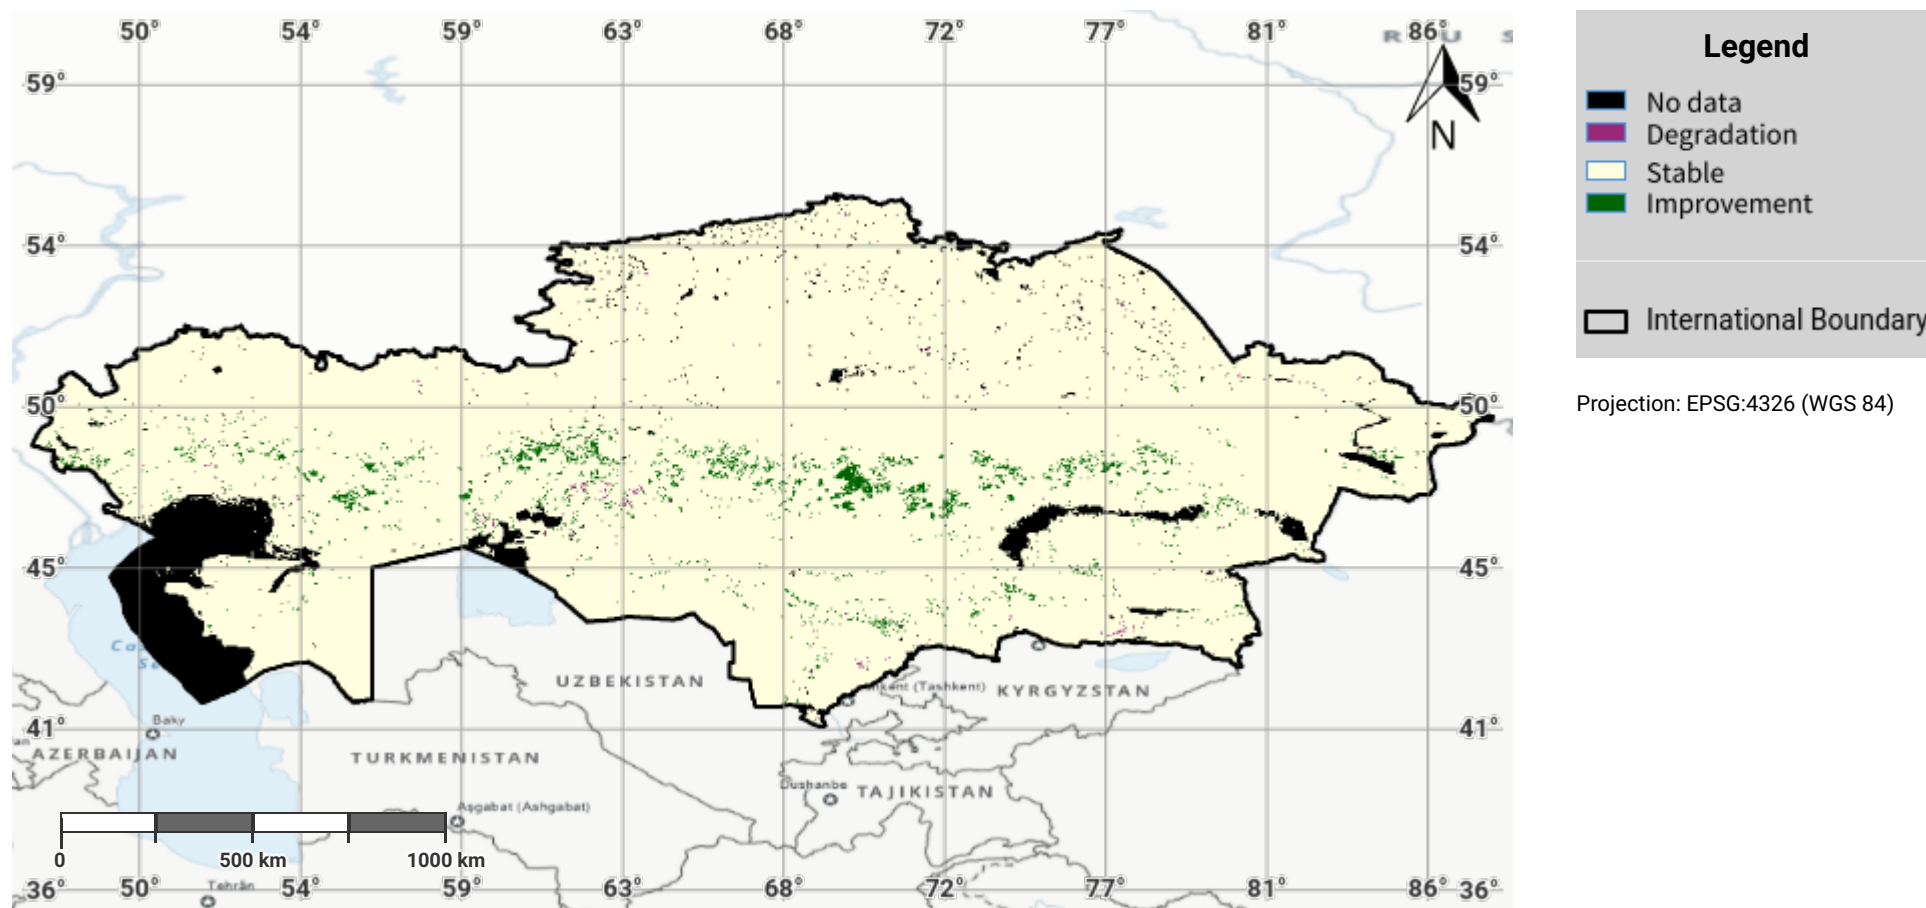 50° 54° 59° 63° 68° 72° 77° 81° 86°
R U S
59° 59°
N
54° 54°
50° 50°
45° 45°
UZBEKISTAN
KYRGYZSTAN
(Tashkent)
41° 41°
Baky
AZERBAIJAN
TURKMENISTAN
Dushanbe
TAJIKISTAN
Aşgabat (Ashgabat)
0 500 km 1000 km
36° 50° 54° 59° 63° 68° 72° 77° 81° 86° 36°
Tehrān
Legend
No data
Degradation
Stable
Improvement
International Boundary
Projection: EPSG:4326 (WGS 84)